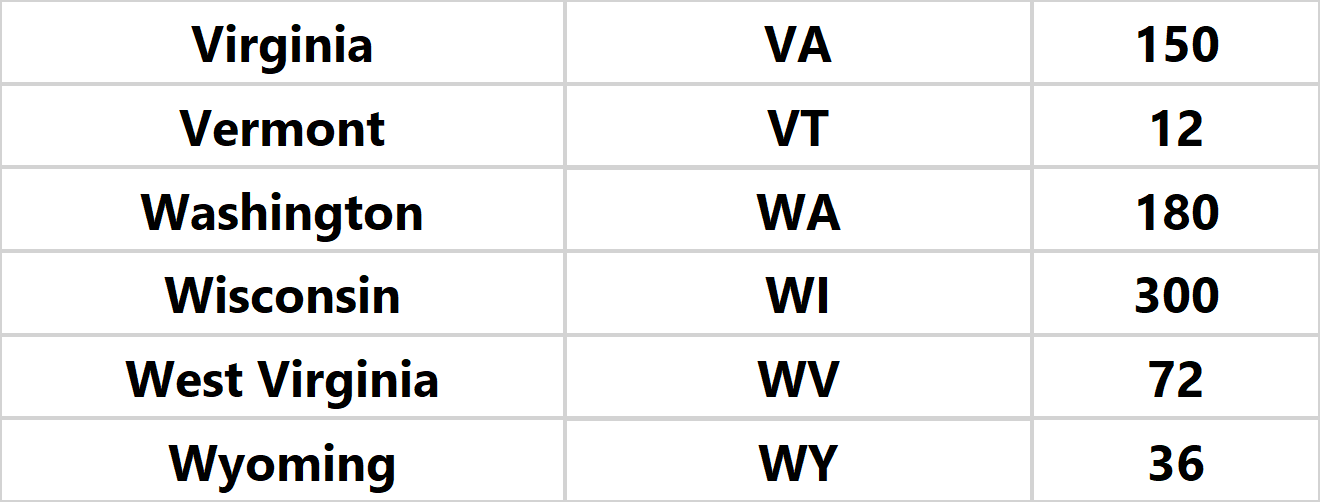 Virginia VA 150
Vermont VT 12
Washington WA 180
Wisconsin WI 300
West Virginia WV 72
Wyoming WY 36